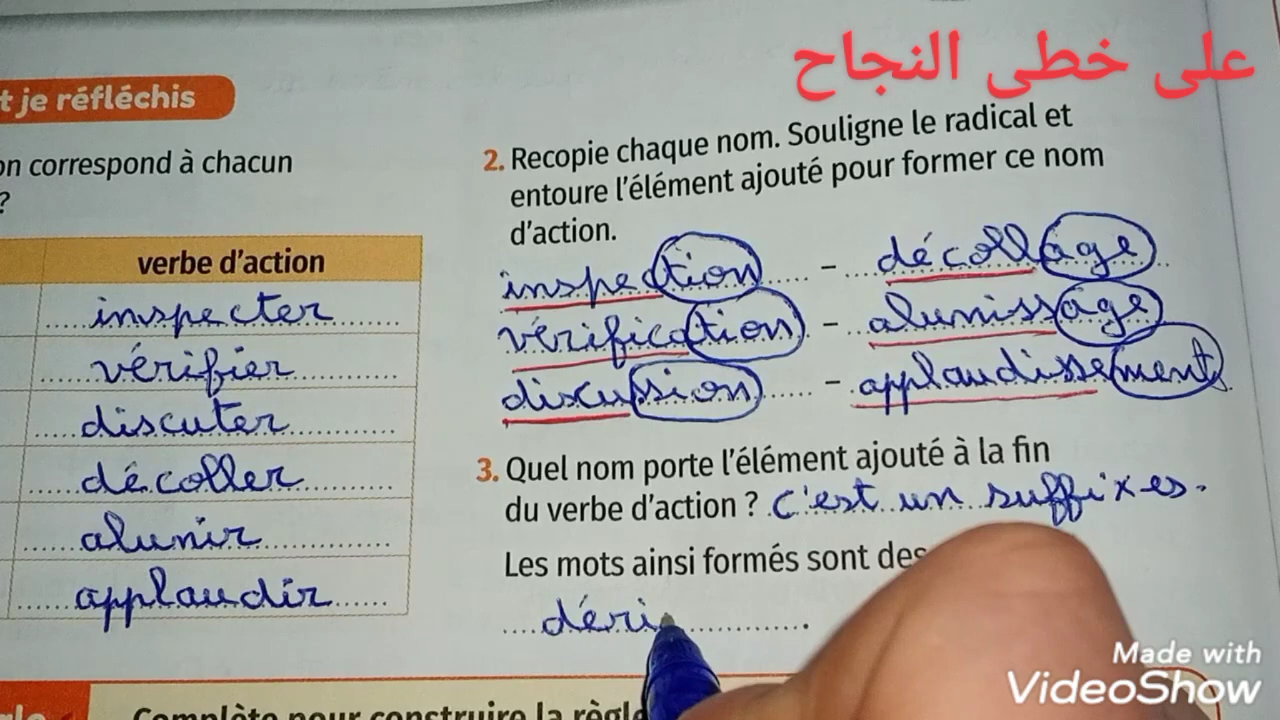 على خطى النجاح
t je réfléchis
on correspond à chacun
?
verbe d'action
inspecter
vérifier
discuter
décoller
alunir
applaudir
2. Recopie chaque nom. Souligne le radical et
entoure l'élément ajouté pour former ce nom
d'action.
inspection - décollage
vérification - alunissage
discussion - applaudissement
3. Quel nom porte l'élément ajouté à la fin
du verbe d'action ? c'est un suffixes.
Les mots ainsi formés sont des
déri
Complète pour construire la règle
Made with
VideoShow